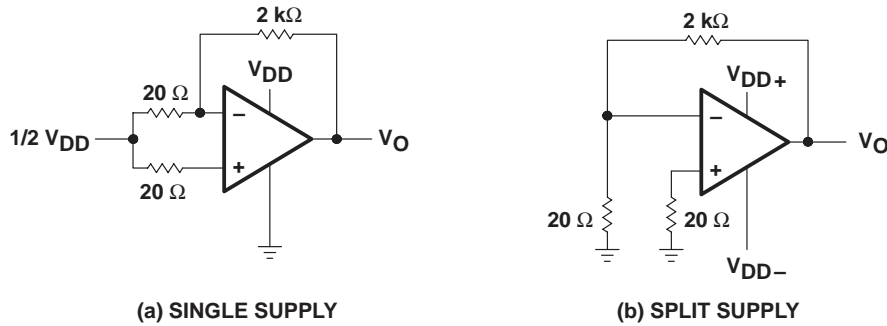 2 kΩ
VDD
20 Ω
1/2 VDD
−
+
VO
20 Ω
(a) SINGLE SUPPLY
2 kΩ
VDD+
−
+
VO
20 Ω
20 Ω
VDD−
(b) SPLIT SUPPLY